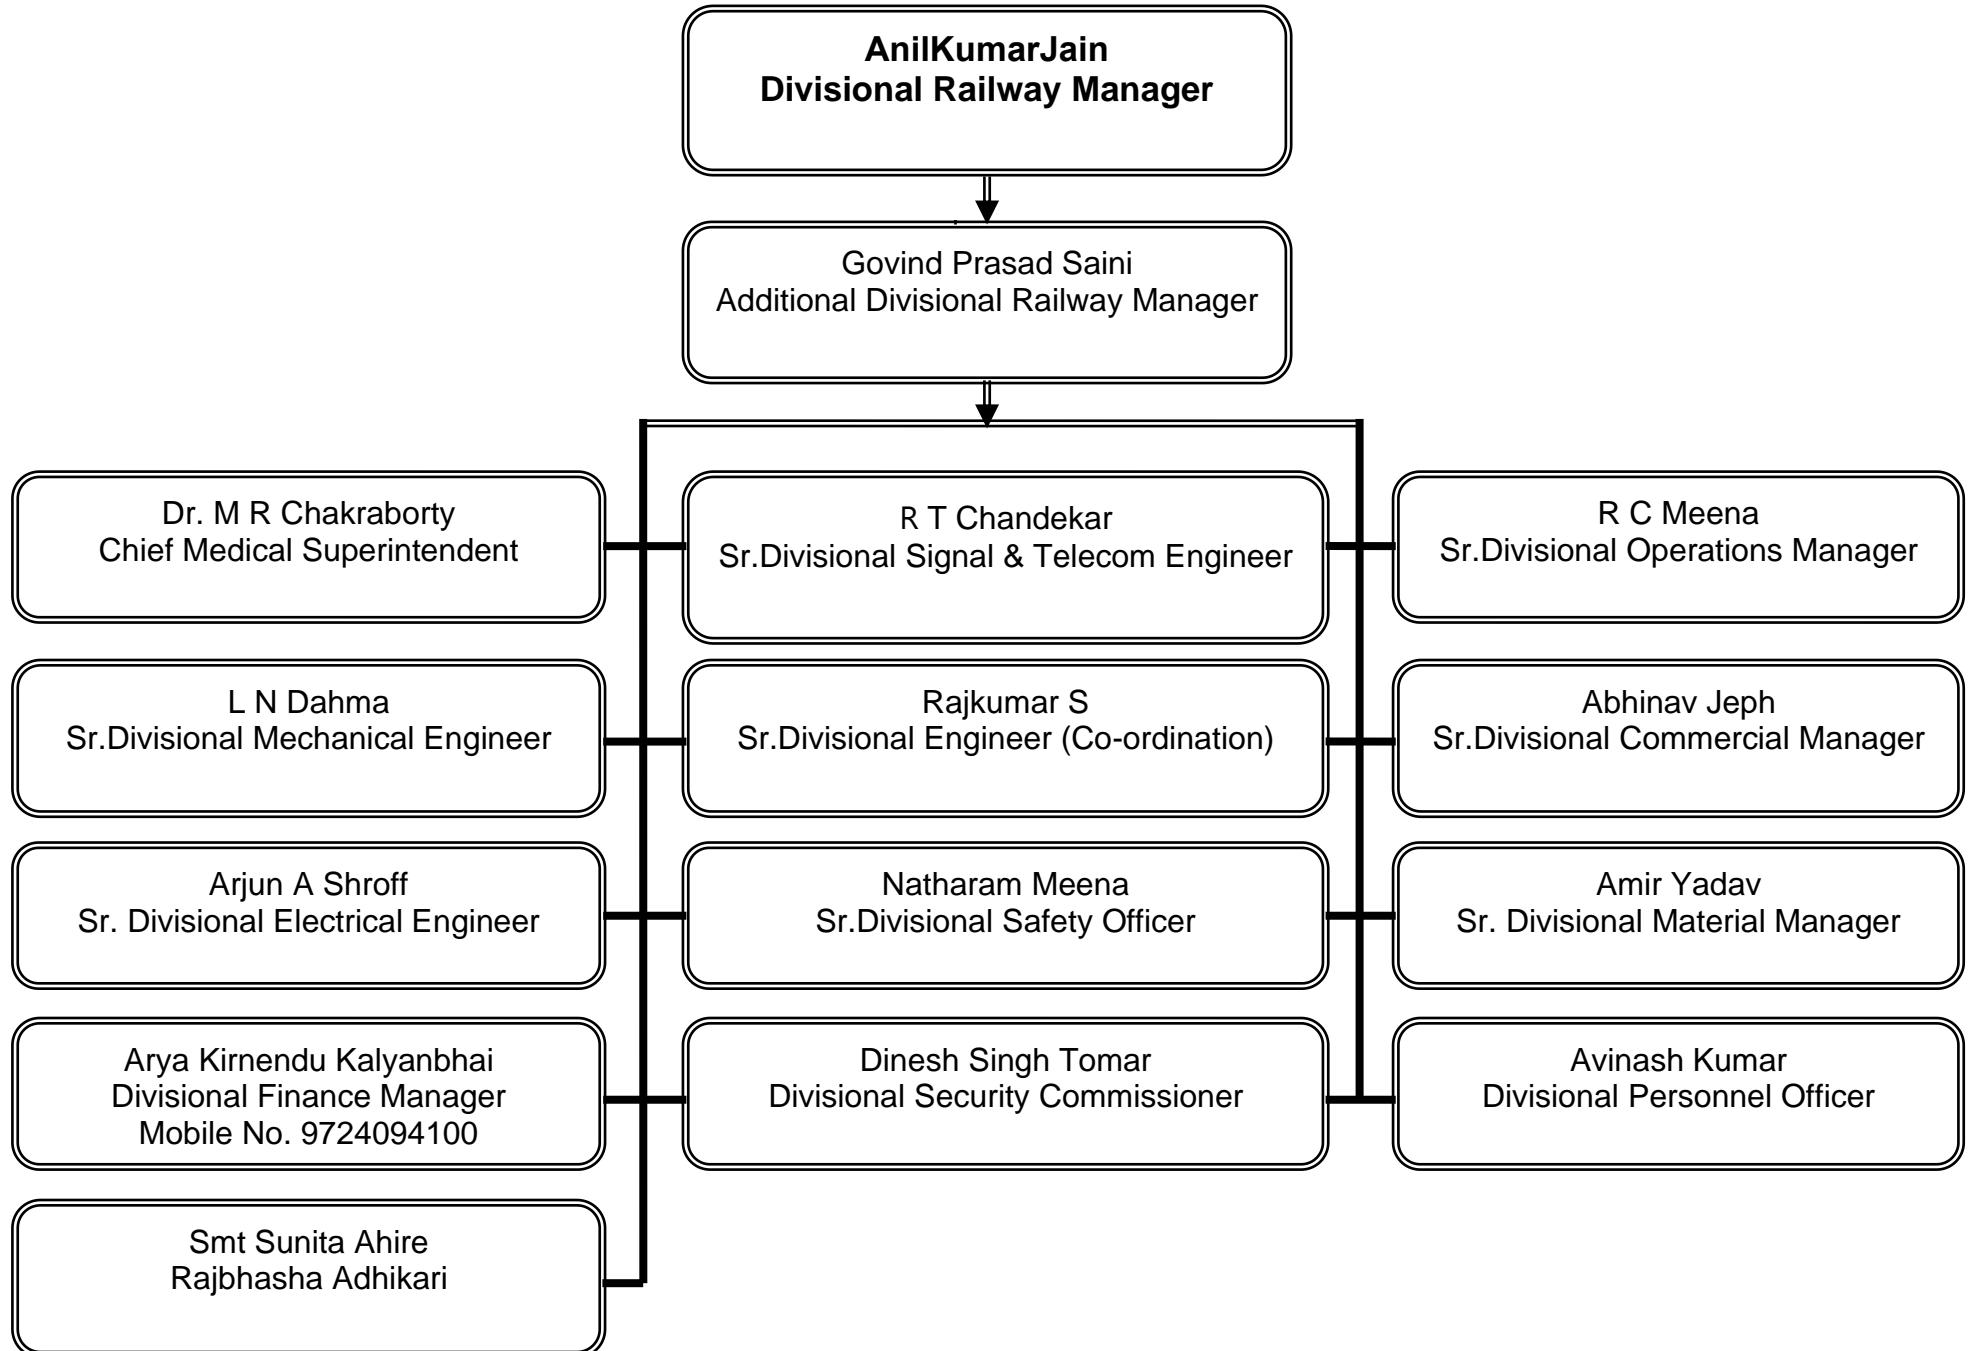 AnilKumarJain
Divisional Railway Manager
Govind Prasad Saini
Additional Divisional Railway Manager
Dr. M R Chakraborty
Chief Medical Superintendent
R T Chandekar
Sr.Divisional Signal & Telecom Engineer
R C Meena
Sr.Divisional Operations Manager
L N Dahma
Sr.Divisional Mechanical Engineer
Rajkumar S
Sr.Divisional Engineer (Co-ordination)
Abhinav Jeph
Sr.Divisional Commercial Manager
Arjun A Shroff
Sr. Divisional Electrical Engineer
Natharam Meena
Sr.Divisional Safety Officer
Amir Yadav
Sr. Divisional Material Manager
Arya Kirnendu Kalyanbhai
Divisional Finance Manager
Mobile No. 9724094100
Dinesh Singh Tomar
Divisional Security Commissioner
Avinash Kumar
Divisional Personnel Officer
Smt Sunita Ahire
Rajbhasha Adhikari